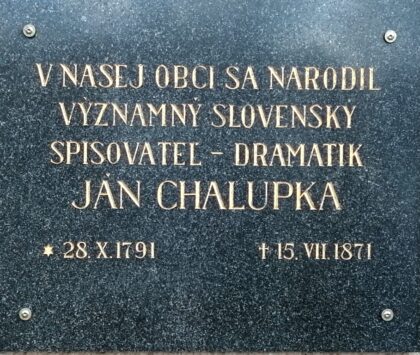 V NAŠEJ OBCI SA NARODIL
VÝZNAMNÝ SLOVENSKÝ
SPISOVATEĽ – DRAMATIK
JÁN CHALUPKA
✶ 28. X. 1791 † 15. VII. 1871